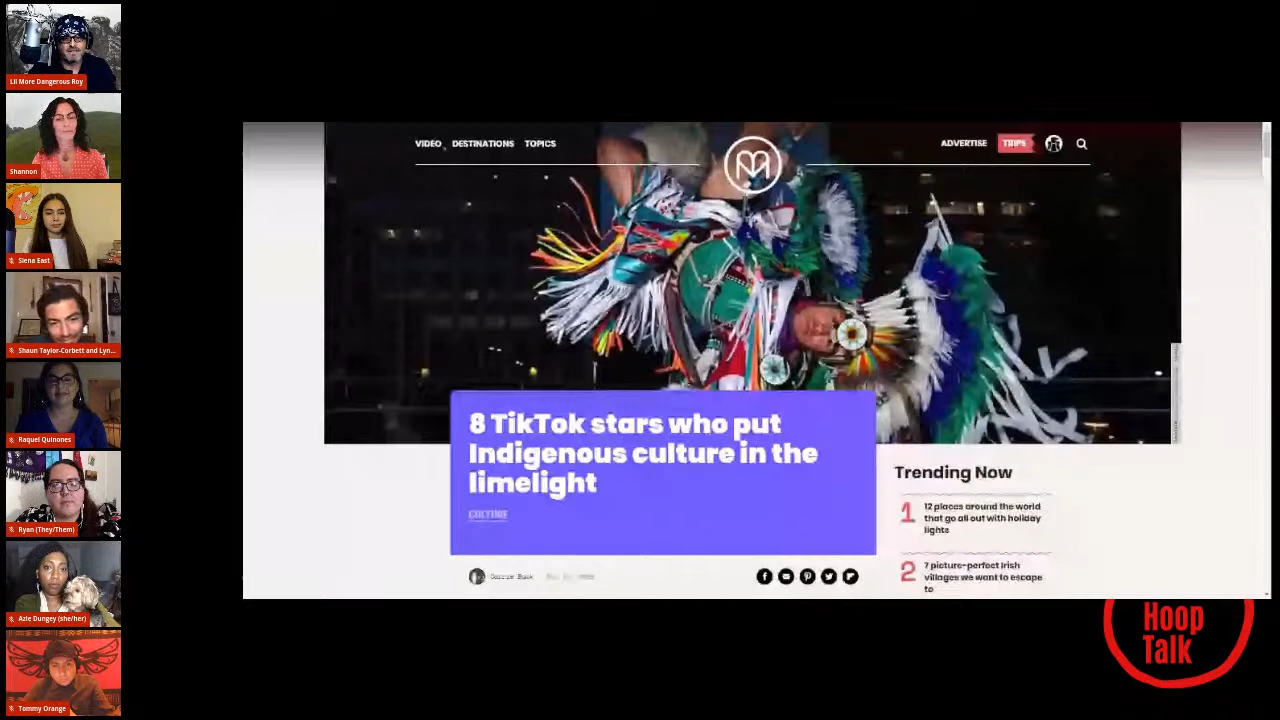 Lil More Dangerous Roy
Shannon
Siena East
Shaun Taylor-Corbett and Lyn...
Raquel Quinones
Ryan (They/Them)
Azie Dungey (she/her)
Tommy Orange
VIDEO DESTINATIONS TOPICS
ADVERTISE TRIPS
8 TikTok stars who put
Indigenous culture in the
limelight
CULTURE
Trending Now
1 12 places around the world
that go all out with holiday
lights
2 7 picture-perfect Irish
villages we want to escape
to
Hoop
Talk